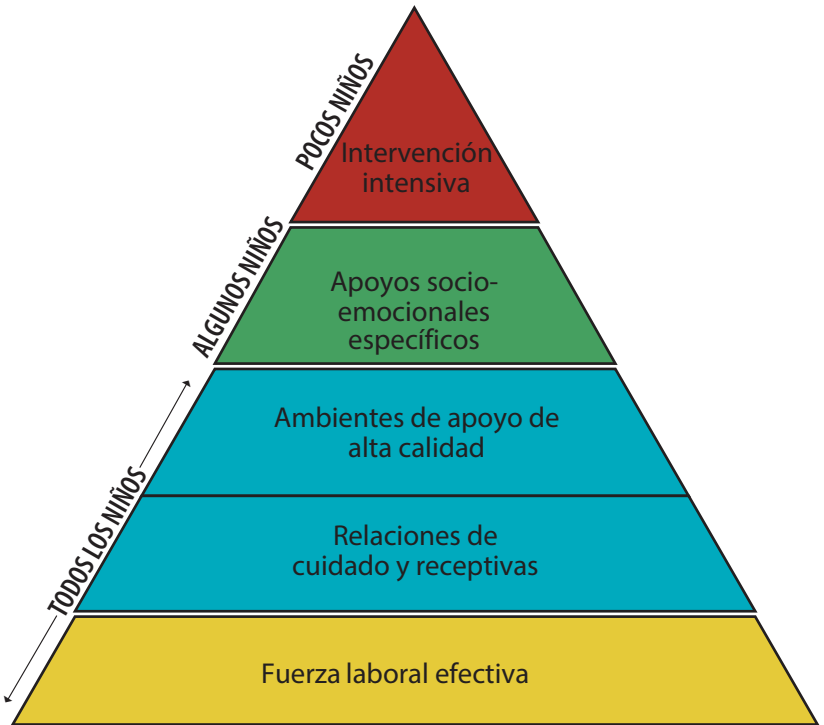 POCOS NIÑOS
Intervención
intensiva
ALGUNOS NIÑOS
Apoyos socio-
emocionales
específicos
TODOS LOS NIÑOS
Ambientes de apoyo de
alta calidad
Relaciones de
cuidado y receptivas
Fuerza laboral efectiva